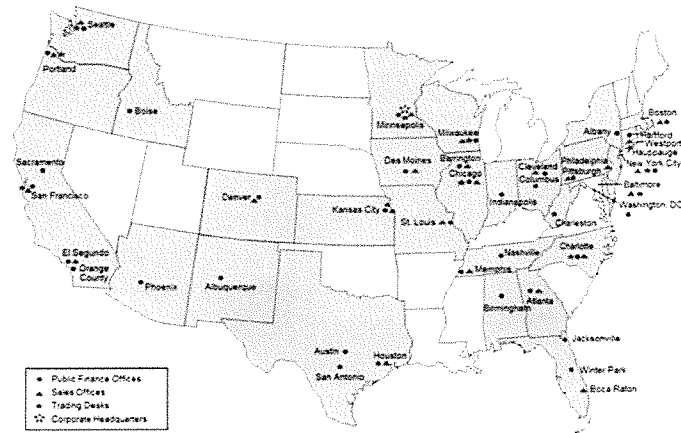 Seattle
Portland
Boise
Minneapolis
Milwaukee
Boston
Albany
Hartford
Westport
Hauppauge
New York City
Sacramento
San Francisco
Des Moines
Barrington
Chicago
Cleveland
Columbus
Philadelphia
Pittsburgh
Baltimore
Washington, DC
Denver
Kansas City
St. Louis
Indianapolis
Charleston
El Segundo
Orange
County
Phoenix
Albuquerque
Nashville
Memphis
Charlotte
Birmingham
Atlanta
Austin
San Antonio
Houston
Jacksonville
Winter Park
Boca Raton
Public Finance Offices
Sales Offices
Trading Desks
Corporate Headquarters